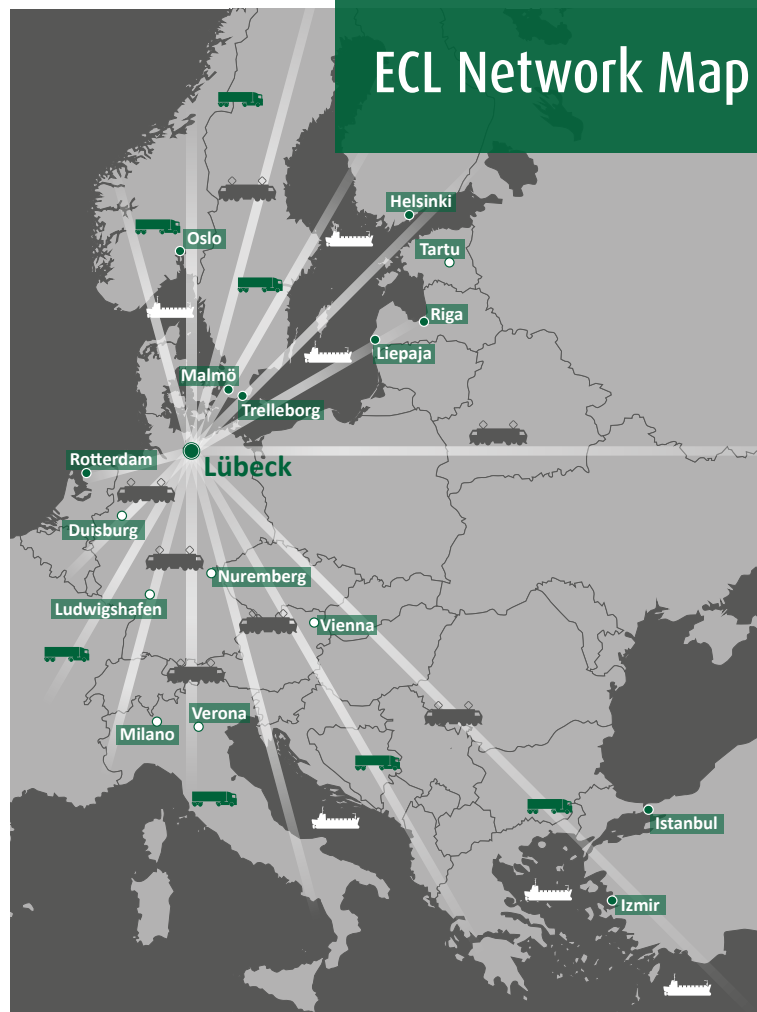 ECL Network Map
Helsinki
Oslo
Tartu
Riga
Liepaja
Malmö
Trelleborg
Rotterdam
Lübeck
Duisburg
Nuremberg
Ludwigshafen
Vienna
Verona
Milano
Istanbul
Izmir